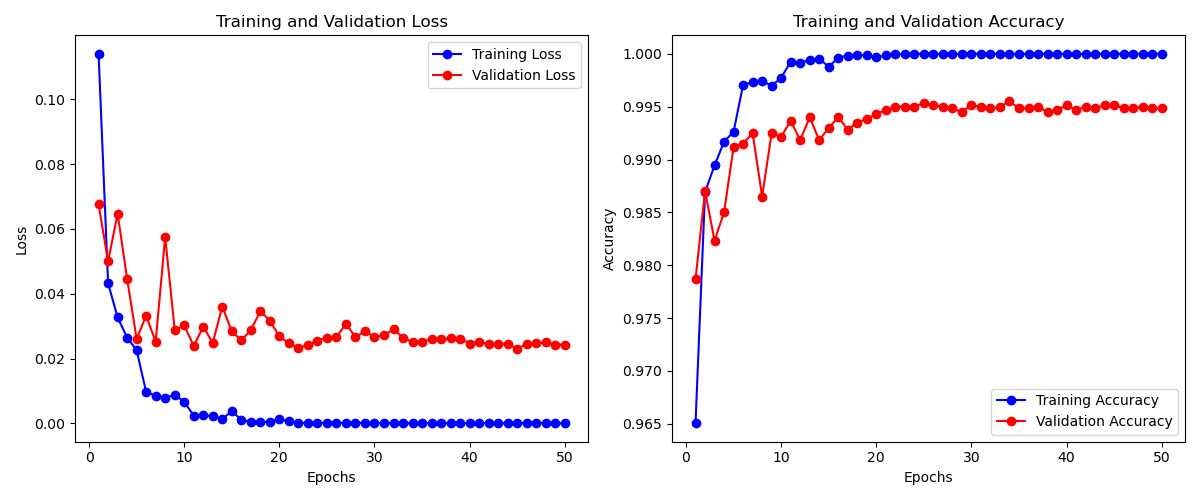 Training and Validation Loss
Training Loss
Validation Loss
0.10
0.08
0.06
0.04
0.02
0.00
Loss
0 10 20 30 40 50
Epochs
Training and Validation Accuracy
1.000
0.995
0.990
0.985
0.980
0.975
0.970
0.965
Accuracy
Training Accuracy
Validation Accuracy
0 10 20 30 40 50
Epochs